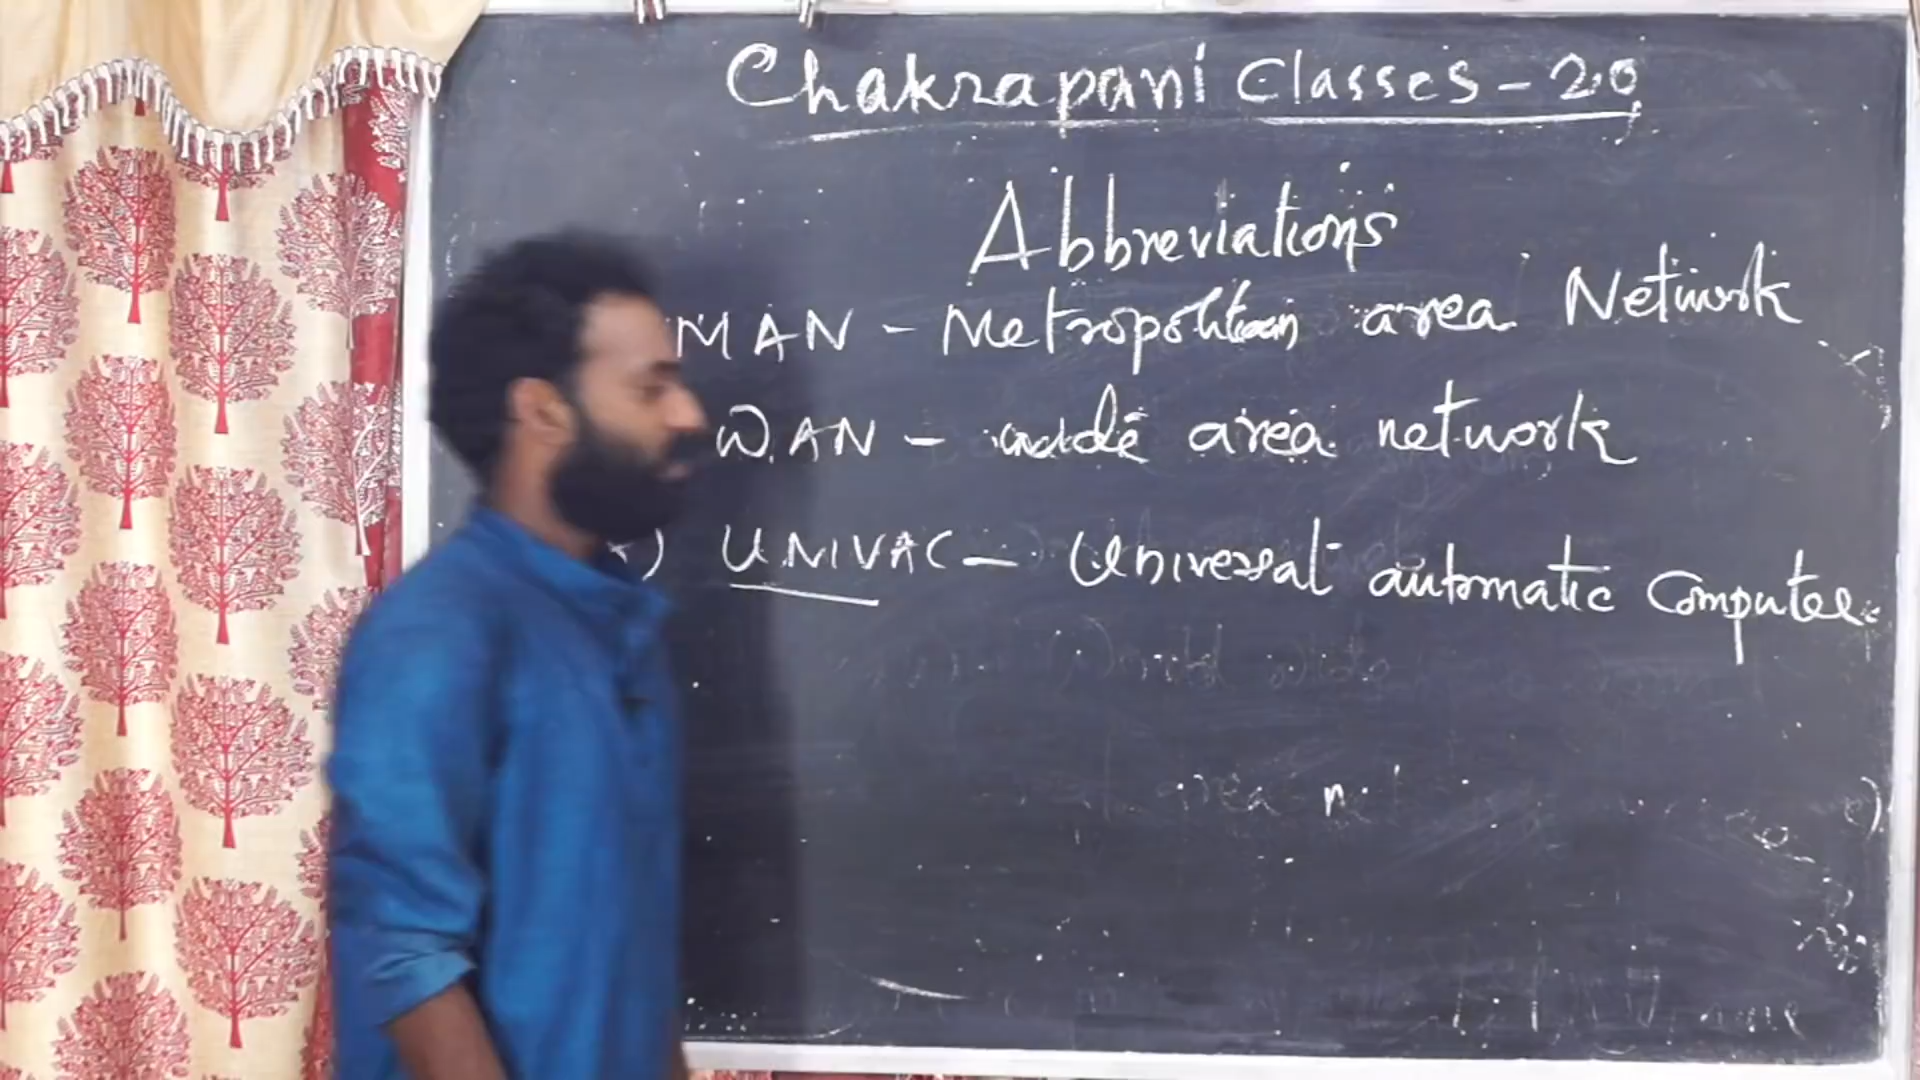 Chakrapani Classes - 20
Abbreviations
MAN - Metropolitan area Network
WAN - wide area network
UNIVAC - Universal automatic Computer